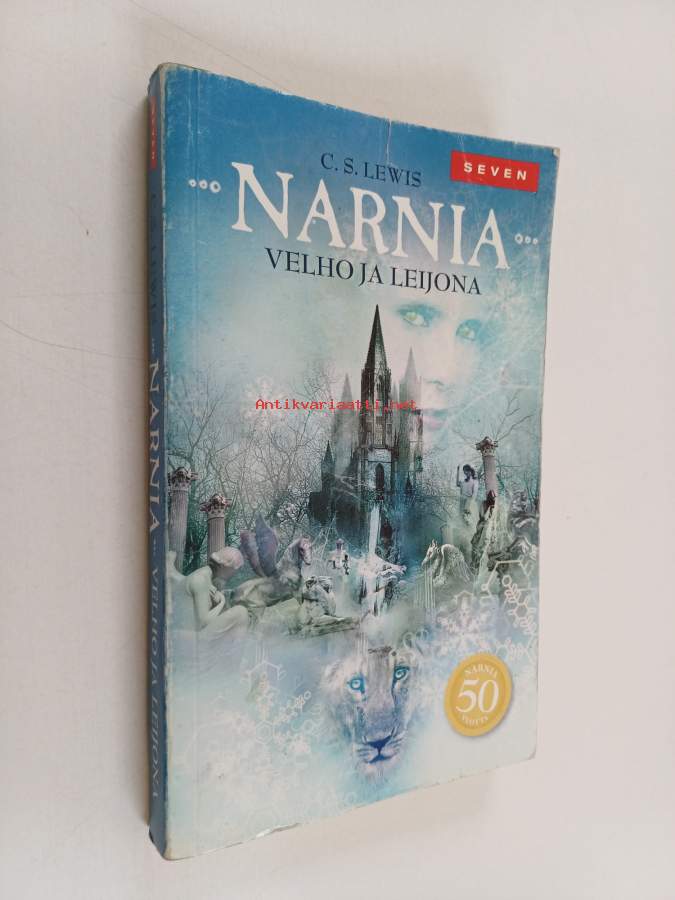 C. S. LEWIS
SEVEN
NARNIA
VELHO JA LEIJONA
Antikvariaatti.net
NARNIA
50
VUOTTA
SEVEN
C. S. LEWIS ... NARNIA ... VELHO JA LEIJONA